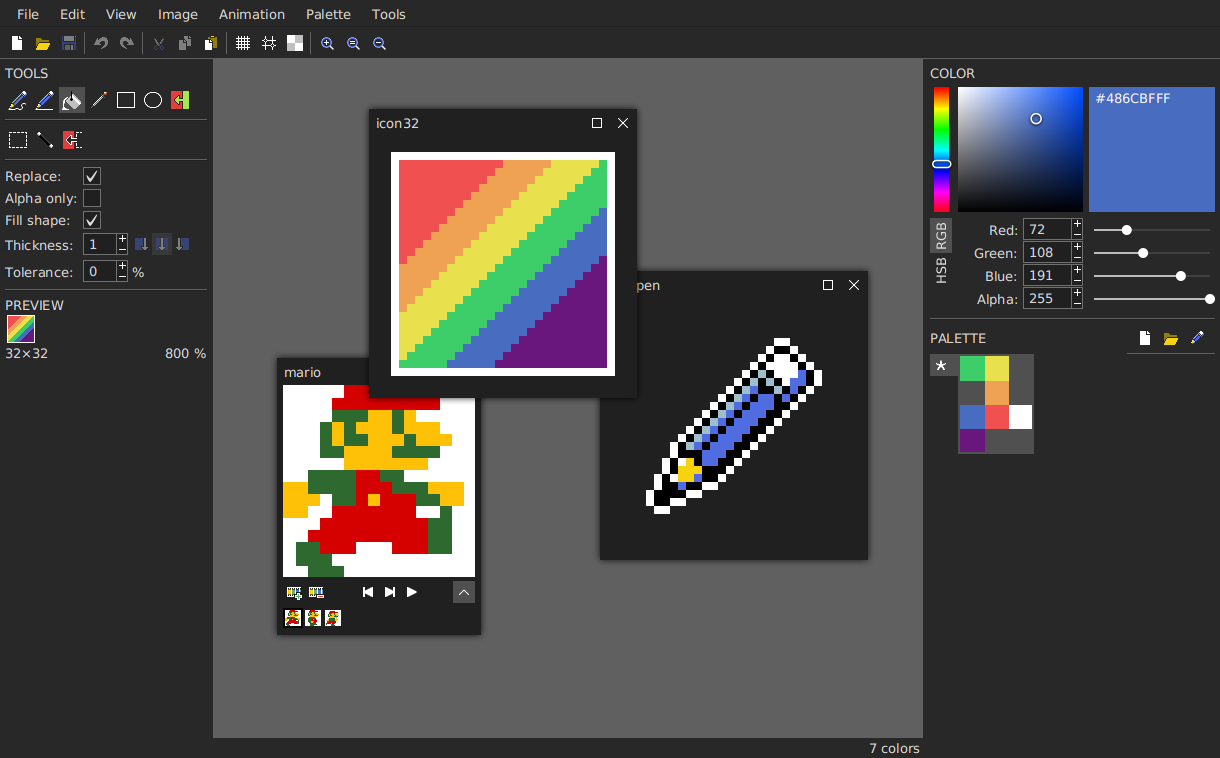 File Edit View Image Animation Palette Tools
TOOLS
Replace:
Alpha only:
Fill shape:
Thickness: 1
Tolerance: 0 %
PREVIEW
32×32 800 %
icon32
pen
mario
COLOR
#486CBFFF
RGB
HSB
Red: 72
Green: 108
Blue: 191
Alpha: 255
PALETTE
*
7 colors